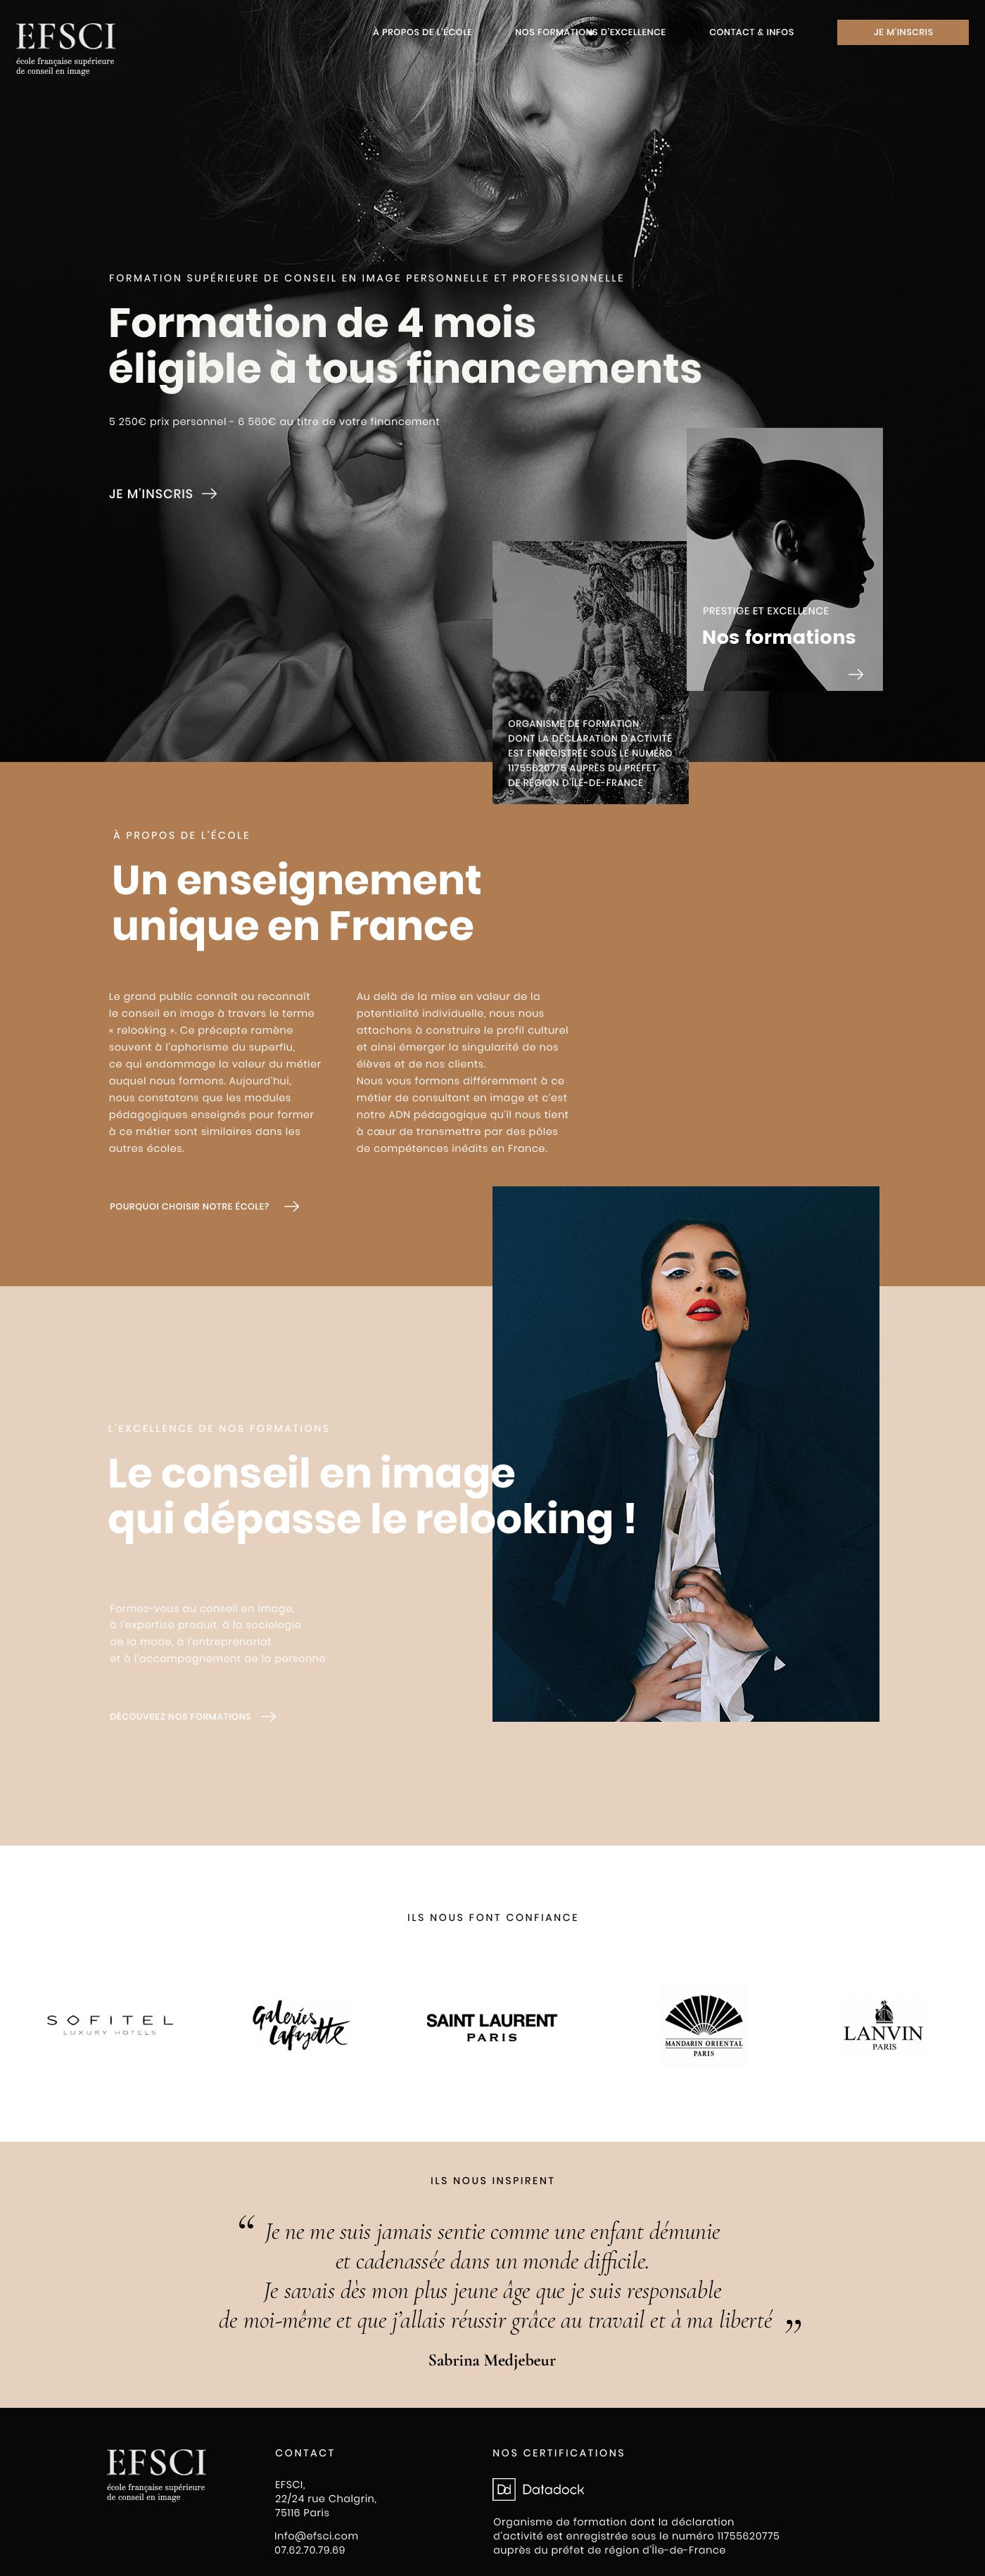 EFSCI
école française supérieure
de conseil en image
À PROPOS DE L'ÉCOLE
NOS FORMATIONS D'EXCELLENCE
CONTACT & INFOS
JE M'INSCRIS
FORMATION SUPÉRIEURE DE CONSEIL EN IMAGE PERSONNELLE ET PROFESSIONNELLE
Formation de 4 mois
éligible à tous financements
5 250€ prix personnel - 6 560€ au titre de votre financement
JE M'INSCRIS
PRESTIGE ET EXCELLENCE
Nos formations
ORGANISME DE FORMATION
DONT LA DÉCLARATION D'ACTIVITÉ
EST ENREGISTRÉE SOUS LE NUMÉRO
11755620775 AUPRÈS DU PRÉFET
DE RÉGION D'ÎLE-DE-FRANCE
À PROPOS DE L'ÉCOLE
Un enseignement
unique en France
Le grand public connaît ou reconnaît
le conseil en image à travers le terme
« relooking ». Ce précepte ramène
souvent à l'aphorisme du superflu,
ce qui endommage la valeur du métier
auquel nous formons. Aujourd'hui,
nous constatons que les modules
pédagogiques enseignés pour former
à ce métier sont similaires dans les
autres écoles.
Au delà de la mise en valeur de la
potentialité individuelle, nous nous
attachons à construire le profil culturel
et ainsi émerger la singularité de nos
élèves et de nos clients.
Nous vous formons différemment à ce
métier de consultant en image et c'est
notre ADN pédagogique qu'il nous tient
à cœur de transmettre par des pôles
de compétences inédits en France.
POURQUOI CHOISIR NOTRE ÉCOLE?
L'EXCELLENCE DE NOS FORMATIONS
Le conseil en image
qui dépasse le relooking !
Formez-vous au conseil en image,
à l'expertise produit, à la sociologie
de la mode, à l'entreprenariat
et à l'accompagnement de la personne
DÉCOUVREZ NOS FORMATIONS
ILS NOUS FONT CONFIANCE
SOFITEL
LUXURY HOTELS
Galeries
Lafayette
SAINT LAURENT
PARIS
MANDARIN ORIENTAL
PARIS
LANVIN
PARIS
ILS NOUS INSPIRENT
“ Je ne me suis jamais sentie comme une enfant démunie
et cadenassée dans un monde difficile.
Je savais dès mon plus jeune âge que je suis responsable
de moi-même et que j’allais réussir grâce au travail et à ma liberté ”
Sabrina Medjebeur
EFSCI
école française supérieure
de conseil en image
CONTACT
EFSCI,
22/24 rue Chalgrin,
75116 Paris
Info@efsci.com
07.62.70.79.69
NOS CERTIFICATIONS
Dd Datadock
Organisme de formation dont la déclaration
d'activité est enregistrée sous le numéro 11755620775
auprès du préfet de région d'Île-de-France